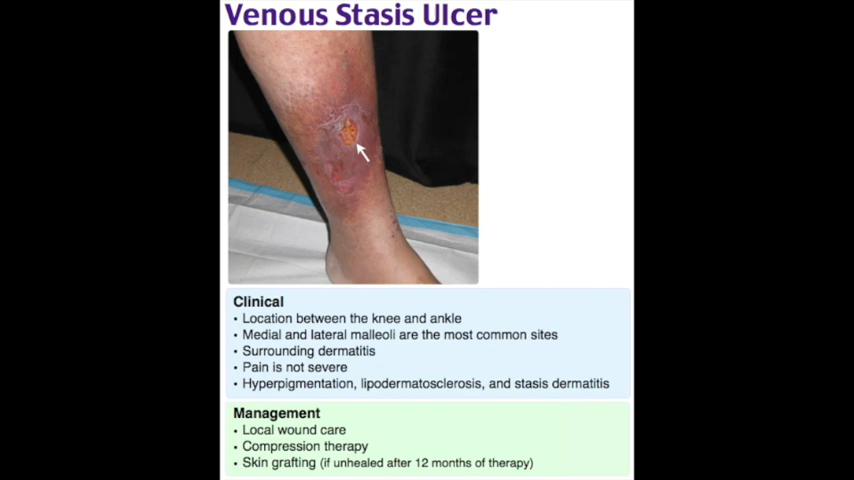 Venous Stasis Ulcer
Clinical
• Location between the knee and ankle
• Medial and lateral malleoli are the most common sites
• Surrounding dermatitis
• Pain is not severe
• Hyperpigmentation, lipodermatosclerosis, and stasis dermatitis
Management
• Local wound care
• Compression therapy
• Skin grafting (if unhealed after 12 months of therapy)